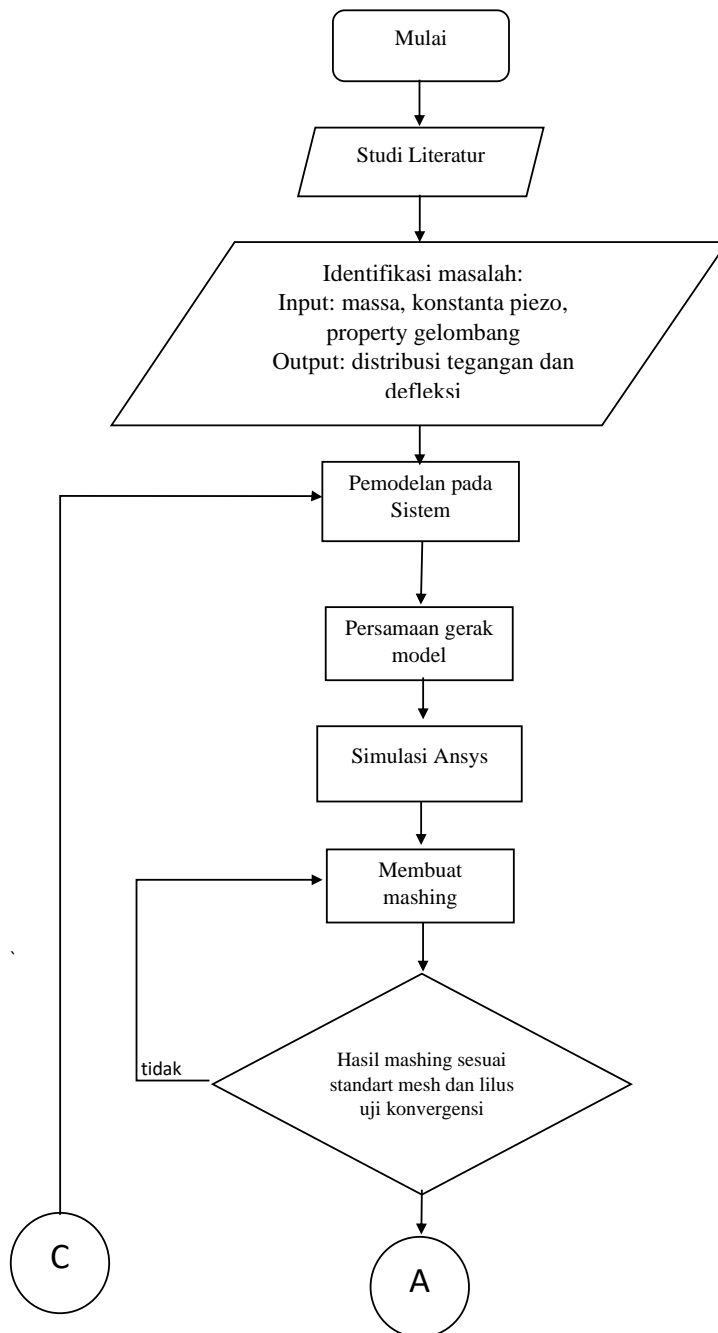 Mulai
Studi Literatur
Identifikasi masalah:
Input: massa, konstanta piezo,
property gelombang
Output: distribusi tegangan dan
defleksi
Pemodelan pada
Sistem
Persamaan gerak
model
Simulasi Ansys
Membuat
mashing
`
tidak
Hasil mashing sesuai
standart mesh dan lilus
uji konvergensi
C
A